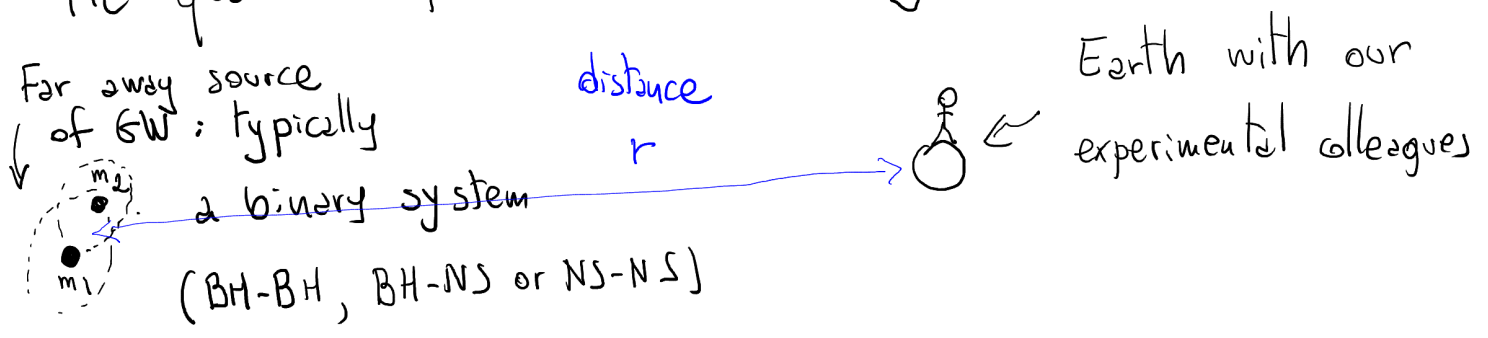 Far away source
of GW: typically
a binary system
(BH-BH, BH-NS or NS-NS)
m2
m1
distance
r
Earth with our
experimental colleagues